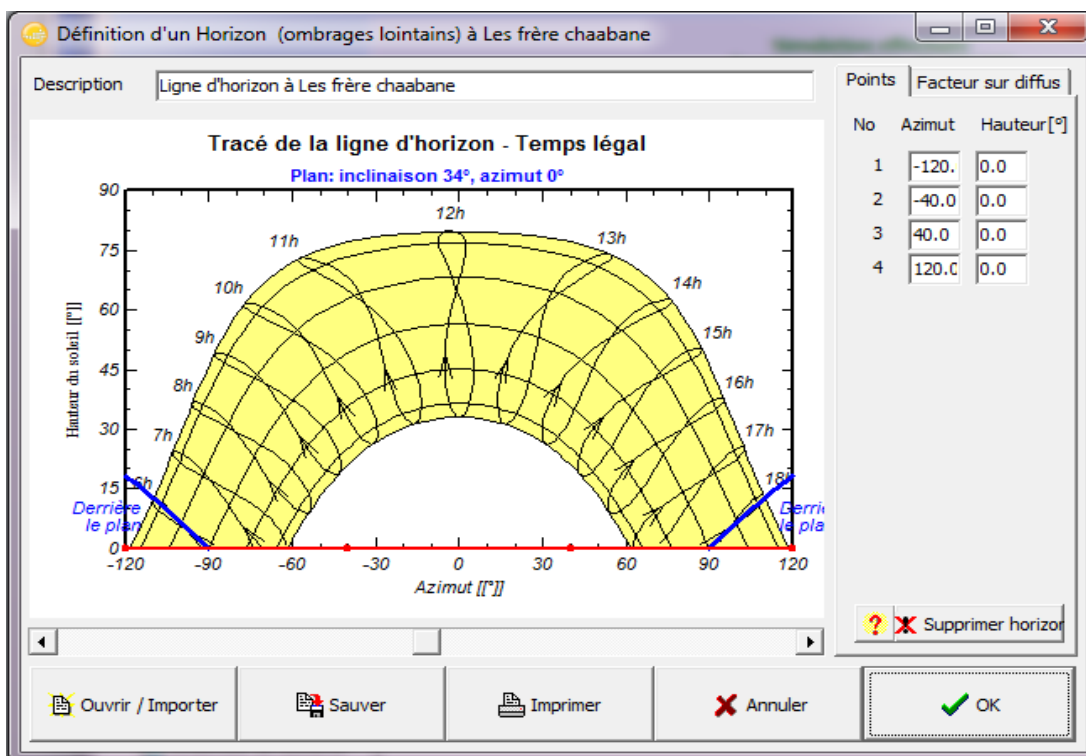 Définition d'un Horizon (ombrages lointains) à Les frère chaabane
Description
Ligne d'horizon à Les frère chaabane
Points
Facteur sur diffus
No Azimut Hauteur[°]
1 -120. 0.0
2 -40.0 0.0
3 40.0 0.0
4 120.0 0.0
Tracé de la ligne d'horizon - Temps légal
Plan: inclinaison 34°, azimut 0°
90
75
60
45
30
15
0
Hauteur du soleil [[°]]
6h
7h
8h
9h
10h
11h
12h
13h
14h
15h
16h
17h
18h
Derrière
le plan
Derri
le pla
-120 -90 -60 -30 0 30 60 90 120
Azimut [[°]]
? Supprimer horizor
Ouvrir / Importer
Sauver
Imprimer
Annuler
OK